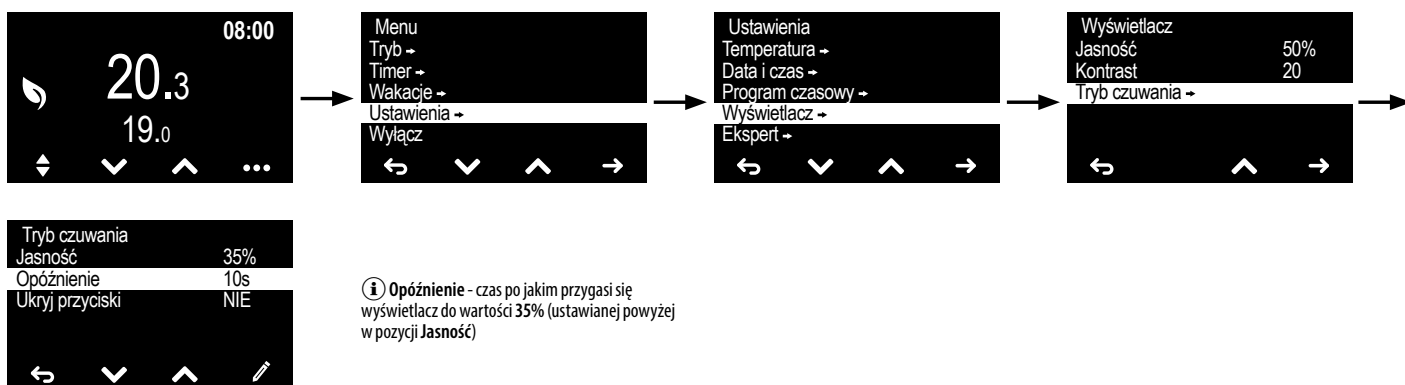 08:00
20.3
19.0
Menu
Tryb
Timer
Wakacje
Ustawienia
Wyłącz
Ustawienia
Temperatura
Data i czas
Program czasowy
Wyświetlacz
Ekspert
Wyświetlacz
Jasność 50%
Kontrast 20
Tryb czuwania
Tryb czuwania
Jasność 35%
Opóźnienie 10s
Ukryj przyciski NIE
i Opóźnienie - czas po jakim przygasi się
wyświetlacz do wartości 35% (ustawianej powyżej
w pozycji Jasność)